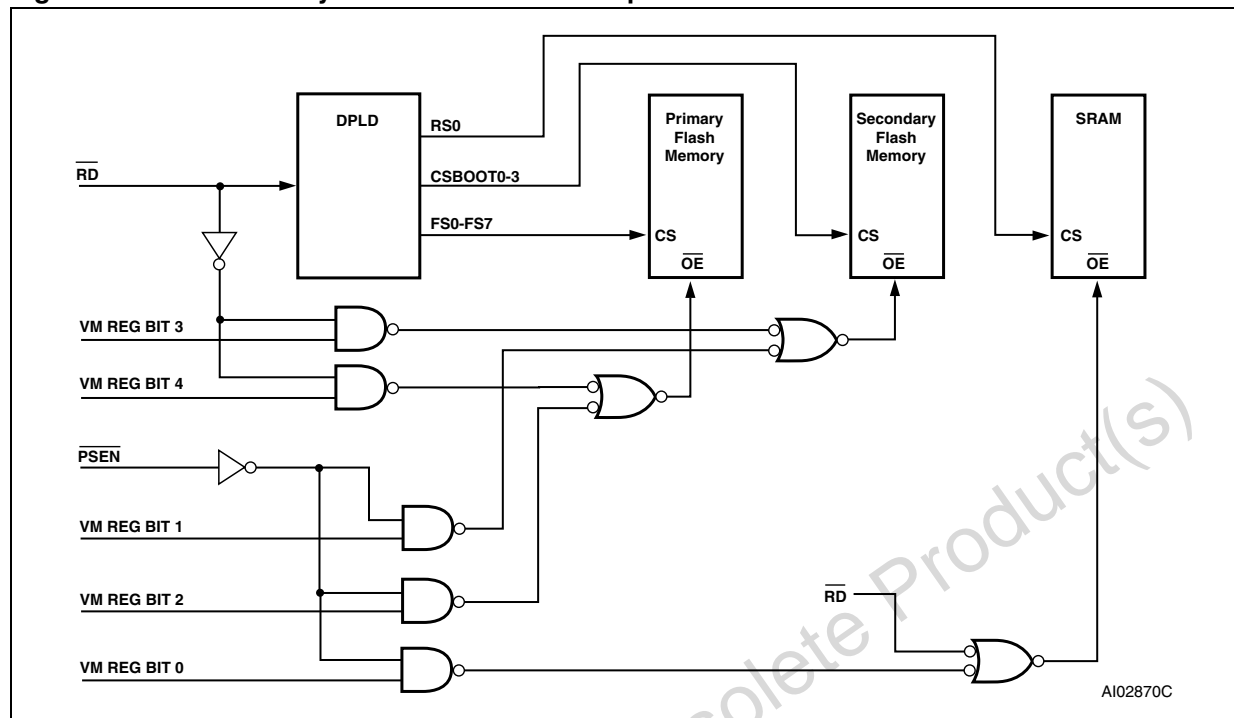 DPLD
RS0
CSBOOT0-3
FS0-FS7
Primary
Flash
Memory
CS
OE
Secondary
Flash
Memory
CS
OE
SRAM
CS
OE
RD
VM REG BIT 3
VM REG BIT 4
PSEN
VM REG BIT 1
VM REG BIT 2
VM REG BIT 0
RD
AI02870C
solete Product(s)